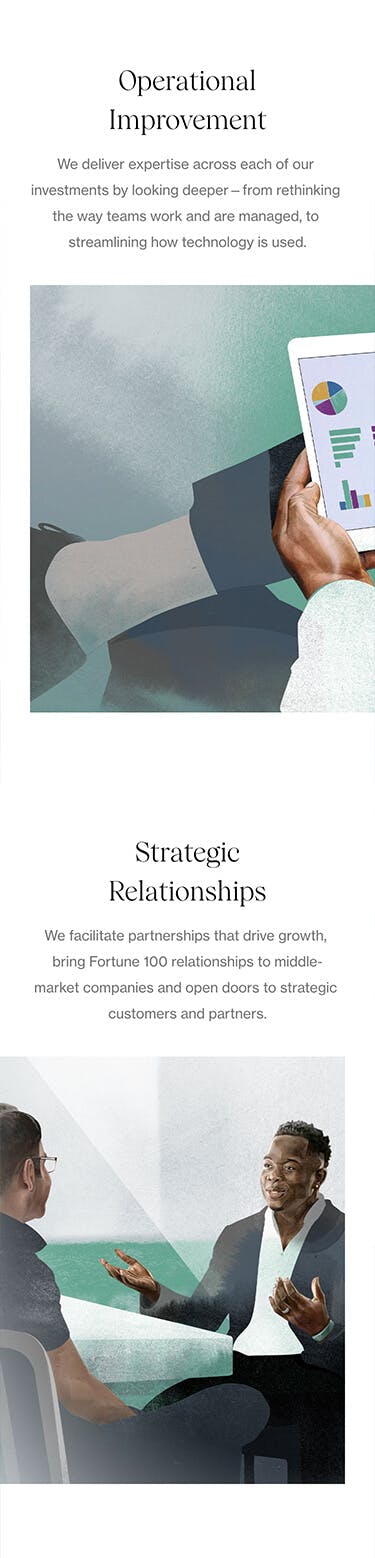 Operational
Improvement
We deliver expertise across each of our
investments by looking deeper – from rethinking
the way teams work and are managed, to
streamlining how technology is used.
Strategic
Relationships
We facilitate partnerships that drive growth,
bring Fortune 100 relationships to middle-
market companies and open doors to strategic
customers and partners.